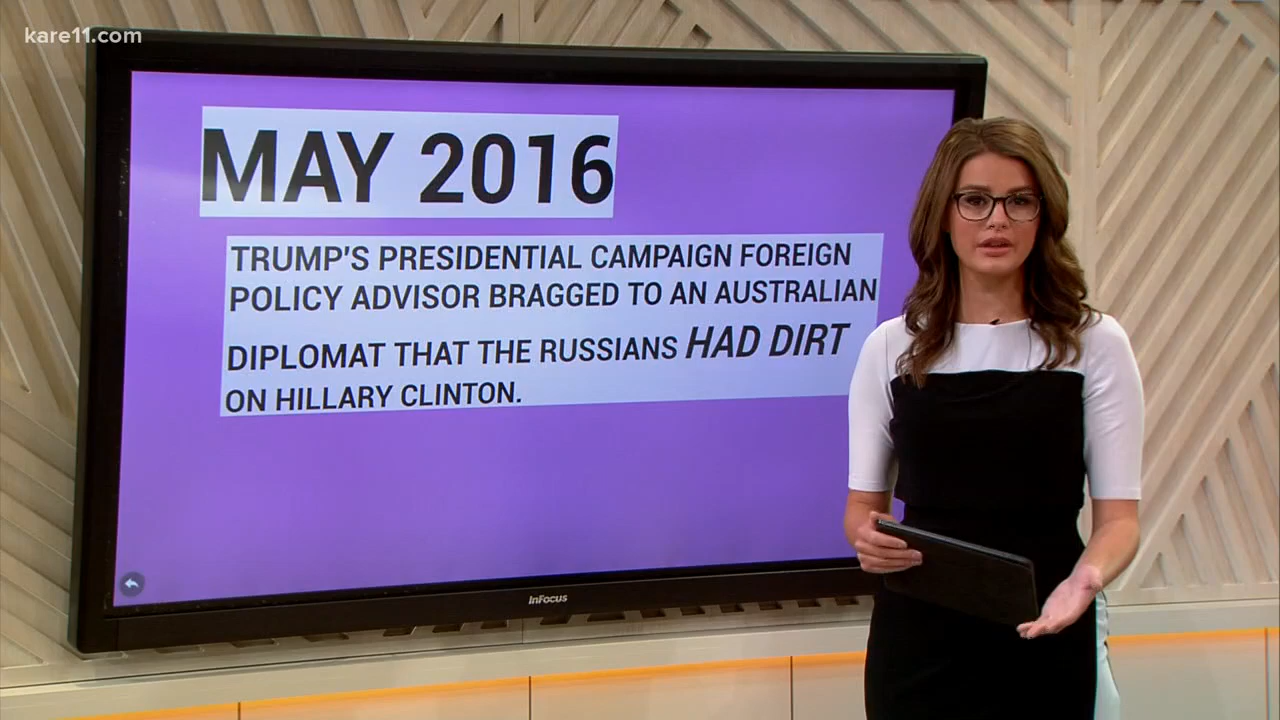 kare11.com
MAY 2016
TRUMP'S PRESIDENTIAL CAMPAIGN FOREIGN
POLICY ADVISOR BRAGGED TO AN AUSTRALIAN
DIPLOMAT THAT THE RUSSIANS HAD DIRT
ON HILLARY CLINTON.
InFocus